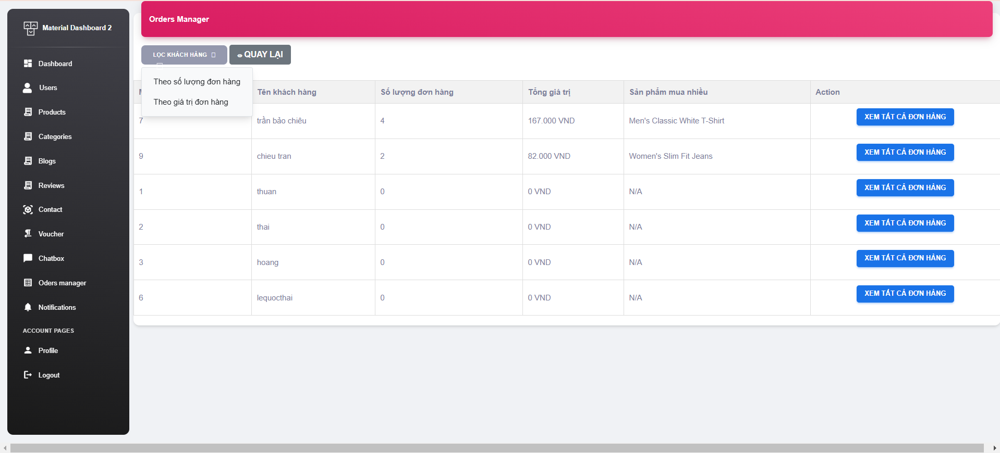 Material Dashboard 2
Dashboard
Users
Products
Categories
Blogs
Reviews
Contact
Voucher
Chatbox
Oders manager
Notifications
ACCOUNT PAGES
Profile
Logout
Orders Manager
LỌC KHÁCH HÀNG
QUAY LẠI
Theo số lượng đơn hàng
Theo giá trị đơn hàng
Tên khách hàng Số lượng đơn hàng Tổng giá trị Sản phẩm mua nhiều Action
7 trần bảo chiêu 4 167.000 VND Men's Classic White T-Shirt XEM TẤT CẢ ĐƠN HÀNG
9 chieu tran 2 82.000 VND Women's Slim Fit Jeans XEM TẤT CẢ ĐƠN HÀNG
1 thuan 0 0 VND N/A XEM TẤT CẢ ĐƠN HÀNG
2 thai 0 0 VND N/A XEM TẤT CẢ ĐƠN HÀNG
3 hoang 0 0 VND N/A XEM TẤT CẢ ĐƠN HÀNG
6 lequocthai 0 0 VND N/A XEM TẤT CẢ ĐƠN HÀNG